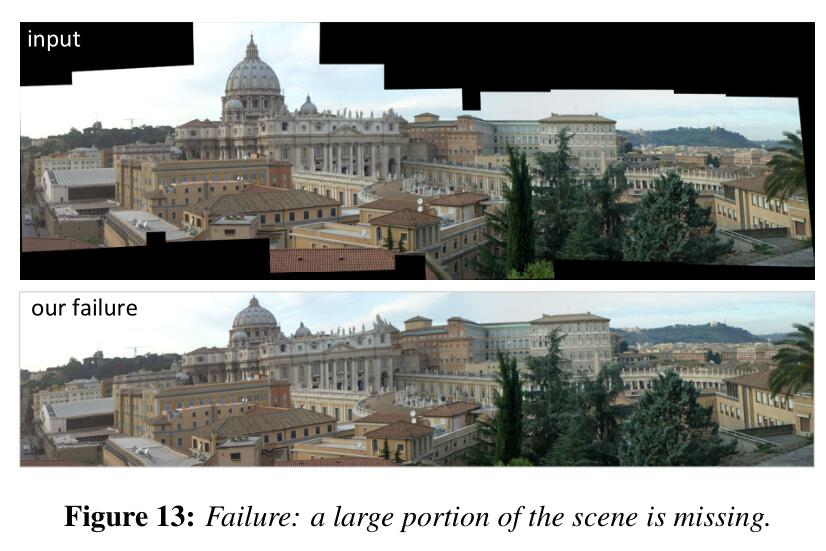 input
our failure
Figure 13: Failure: a large portion of the scene is missing.